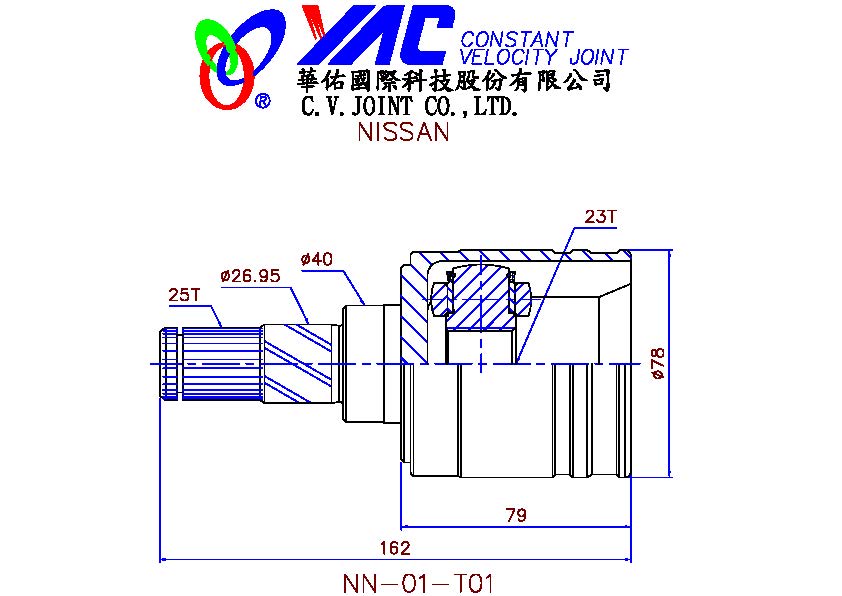 YAC CONSTANT
VELOCITY JOINT
®
華佑國際科技股份有限公司
C.V.JOINT CO.,LTD.
NISSAN
23T
ø40
ø26.95
25T
ø78
79
162
NN-01-T01